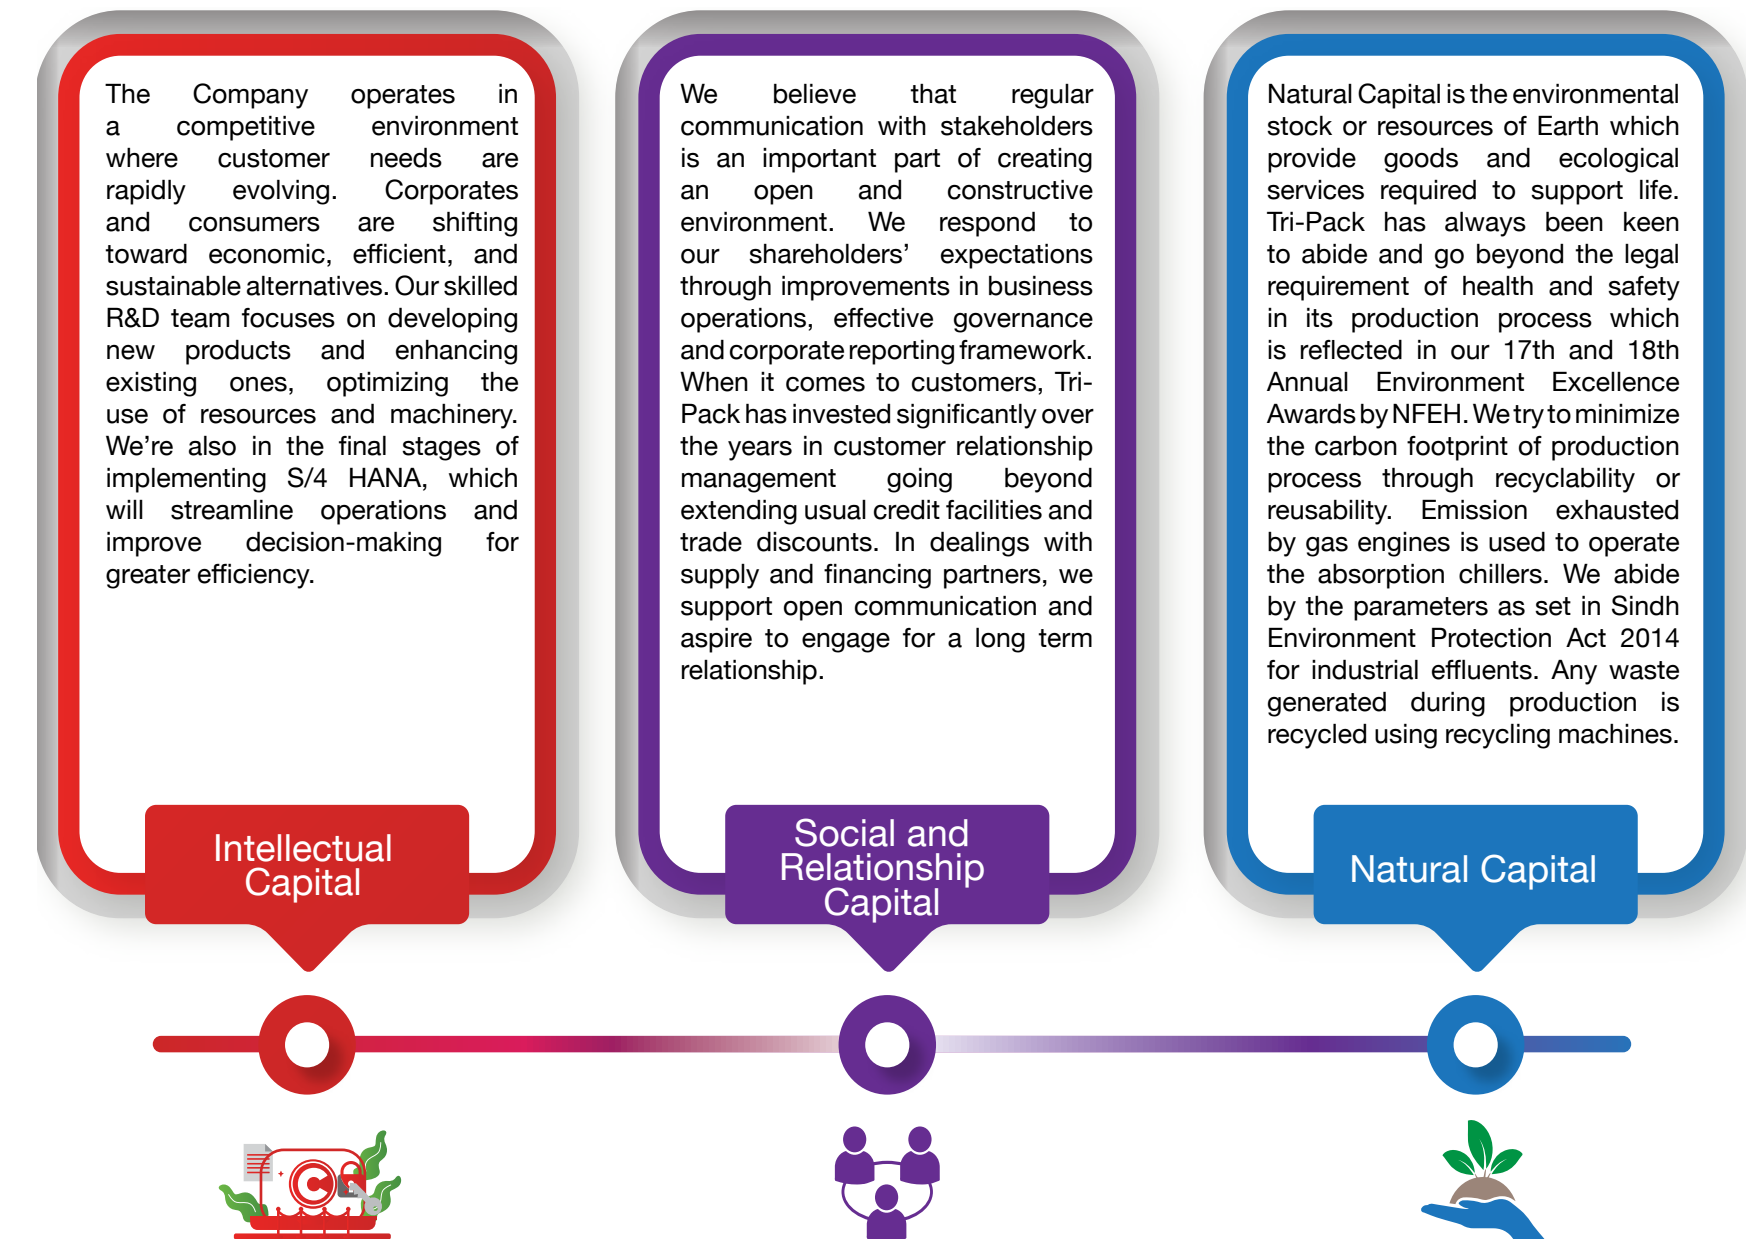 The Company operates in
a competitive environment
where customer needs are
rapidly evolving. Corporates
and consumers are shifting
toward economic, efficient, and
sustainable alternatives. Our skilled
R&D team focuses on developing
new products and enhancing
existing ones, optimizing the
use of resources and machinery.
We’re also in the final stages of
implementing S/4 HANA, which
will streamline operations and
improve decision-making for
greater efficiency.
Intellectual
Capital
We believe that regular
communication with stakeholders
is an important part of creating
an open and constructive
environment. We respond to
our shareholders’ expectations
through improvements in business
operations, effective governance
and corporate reporting framework.
When it comes to customers, Tri-
Pack has invested significantly over
the years in customer relationship
management going beyond
extending usual credit facilities and
trade discounts. In dealings with
supply and financing partners, we
support open communication and
aspire to engage for a long term
relationship.
Social and
Relationship
Capital
Natural Capital is the environmental
stock or resources of Earth which
provide goods and ecological
services required to support life.
Tri-Pack has always been keen
to abide and go beyond the legal
requirement of health and safety
in its production process which
is reflected in our 17th and 18th
Annual Environment Excellence
Awards by NFEH. We try to minimize
the carbon footprint of production
process through recyclability or
reusability. Emission exhausted
by gas engines is used to operate
the absorption chillers. We abide
by the parameters as set in Sindh
Environment Protection Act 2014
for industrial effluents. Any waste
generated during production is
recycled using recycling machines.
Natural Capital